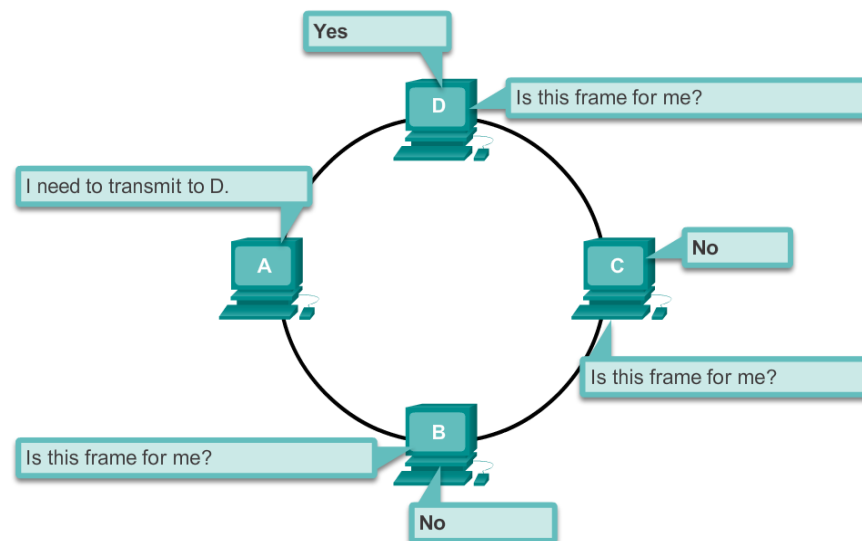 Yes
D
Is this frame for me?
I need to transmit to D.
A
C
No
Is this frame for me?
B
Is this frame for me?
No